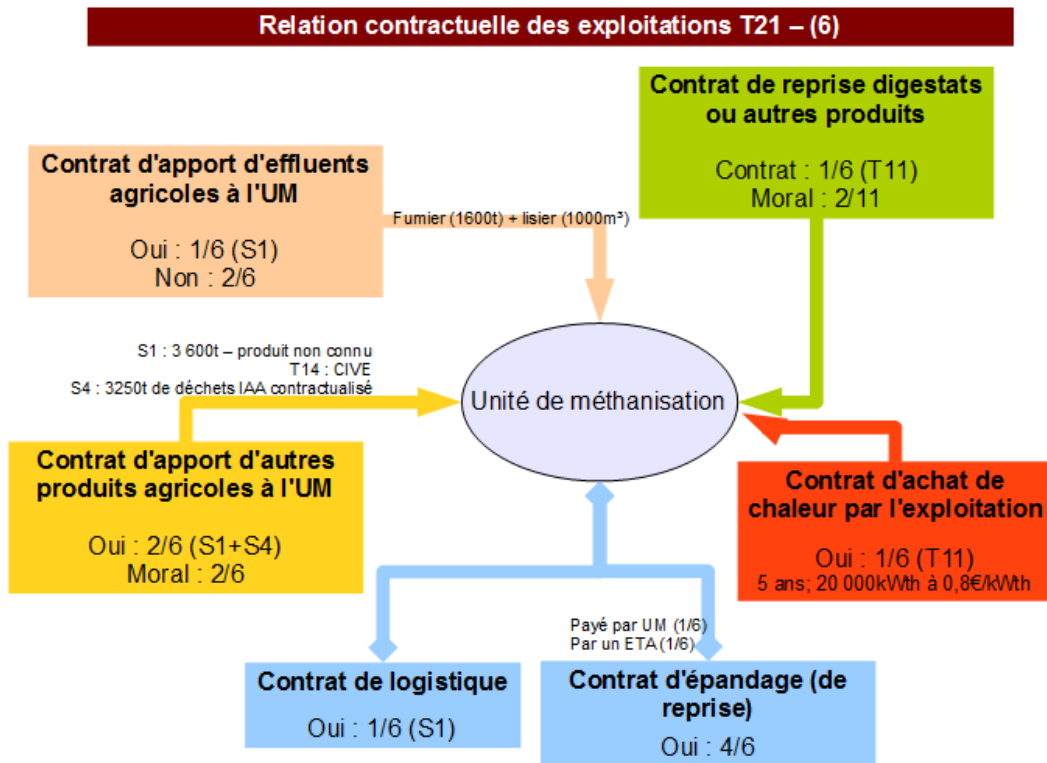 Relation contractuelle des exploitations T21 – (6)
Contrat de reprise digestats
ou autres produits
Contrat : 1/6 (T11)
Moral : 2/11
Contrat d'apport d'effluents
agricoles à l'UM
Oui : 1/6 (S1)
Non : 2/6
Fumier (1600t) + lisier (1000m³)
S1 : 3 600t – produit non connu
T14 : CIVE
S4 : 3250t de déchets IAA contractualisé
Unité de méthanisation
Contrat d'apport d'autres
produits agricoles à l'UM
Oui : 2/6 (S1+S4)
Moral : 2/6
Contrat d'achat de
chaleur par l'exploitation
Oui : 1/6 (T11)
5 ans; 20 000kWth à 0,8€/kWth
Payé par UM (1/6)
Par un ETA (1/6)
Contrat de logistique
Oui : 1/6 (S1)
Contrat d'épandage (de
reprise)
Oui : 4/6